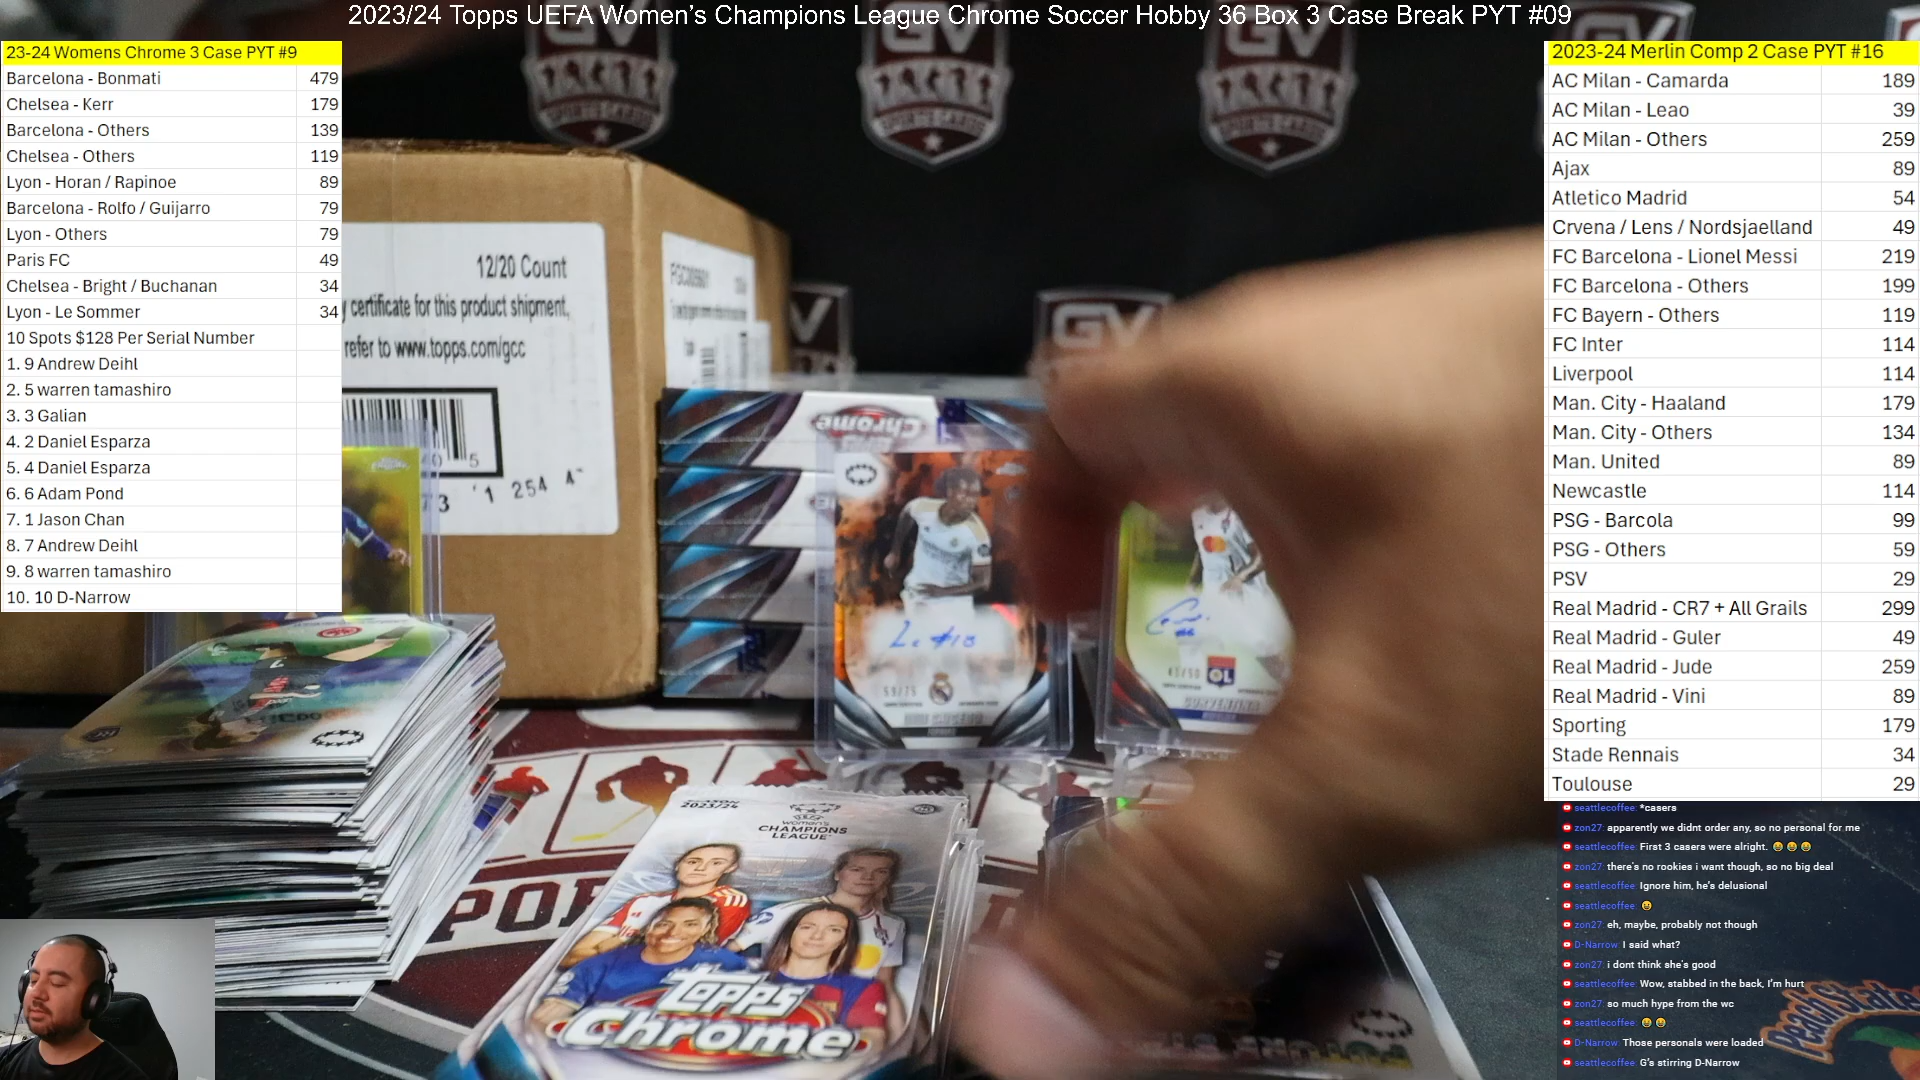 2023/24 Topps UEFA Women’s Champions League Chrome Soccer Hobby 36 Box 3 Case Break PYT #09
23-24 Womens Chrome 3 Case PYT #9
Barcelona - Bonmati 479
Chelsea - Kerr 179
Barcelona - Others 139
Chelsea - Others 119
Lyon - Horan / Rapinoe 89
Barcelona - Rolfo / Guijarro 79
Lyon - Others 79
Paris FC 49
Chelsea - Bright / Buchanan 34
Lyon - Le Sommer 34
10 Spots $128 Per Serial Number
1. 9 Andrew Deihl
2. 5 warren tamashiro
3. 3 Galian
4. 2 Daniel Esparza
5. 4 Daniel Esparza
6. 6 Adam Pond
7. 1 Jason Chan
8. 7 Andrew Deihl
9. 8 warren tamashiro
10. 10 D-Narrow
2023-24 Merlin Comp 2 Case PYT #16
AC Milan - Camarda 189
AC Milan - Leao 39
AC Milan - Others 259
Ajax 89
Atletico Madrid 54
Crvena / Lens / Nordsjaelland 49
FC Barcelona - Lionel Messi 219
FC Barcelona - Others 199
FC Bayern - Others 119
FC Inter 114
Liverpool 114
Man. City - Haaland 179
Man. City - Others 134
Man. United 89
Newcastle 114
PSG - Barcola 99
PSG - Others 59
PSV 29
Real Madrid - CR7 + All Grails 299
Real Madrid - Guler 49
Real Madrid - Jude 259
Real Madrid - Vini 89
Sporting 179
Stade Rennais 34
Toulouse 29
seattlecoffee: *casers
zon27: apparently we didnt order any, so no personal for me
seattlecoffee: First 3 casers were alright. 😆 😆 😆
zon27: there's no rookies i want though, so no big deal
seattlecoffee: Ignore him, he's delusional
seattlecoffee: 😆
zon27: eh, maybe, probably not though
D-Narrow: I said what?
zon27: i dont think she's good
seattlecoffee: Wow, stabbed in the back, I'm hurt
zon27: so much hype from the wc
seattlecoffee: 😆 😆
D-Narrow: Those personals were loaded
seattlecoffee: G's stirring D-Narrow
12/20 Count
certificate for this product shipment,
refer to www.topps.com/gcc
GV
Chrome
59/75
OL
2023/24
WOMEN'S
CHAMPIONS
LEAGUE
Topps
Chrome
PeachState